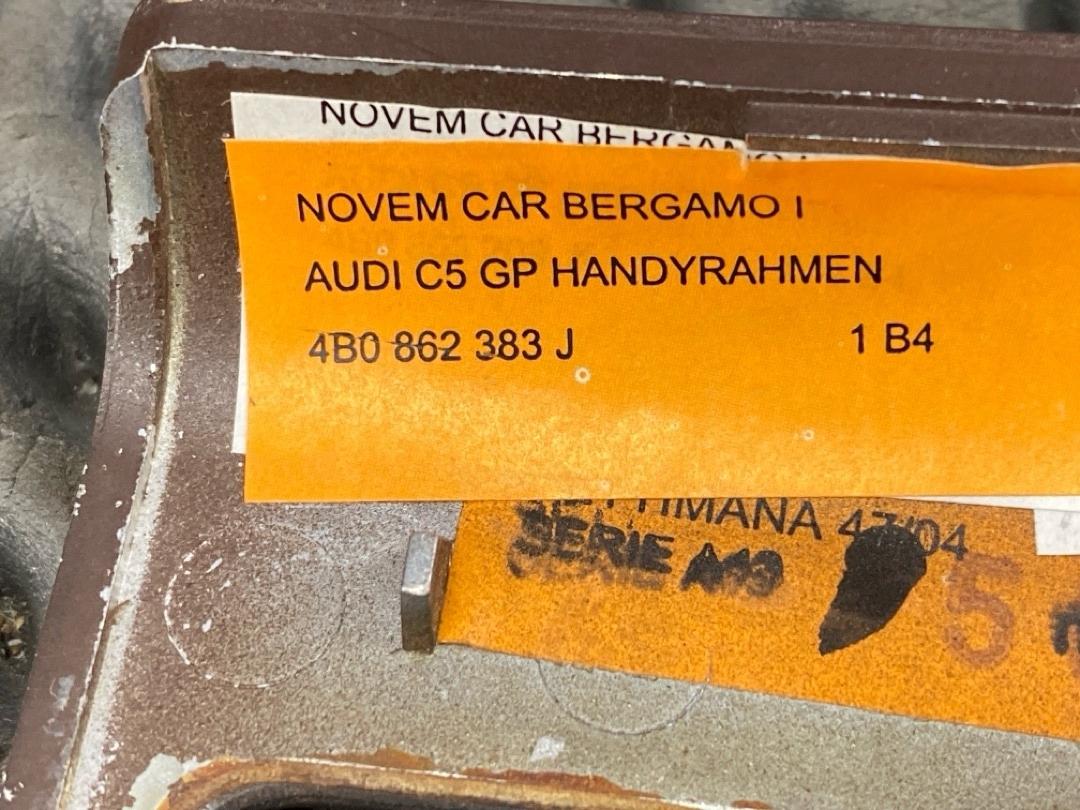 NOVEM CAR BERGAMO I
NOVEM CAR BERGAMO I
AUDI C5 GP HANDYRAHMEN
4B0 862 383 J 1 B4
SETTIMANA 47/04
SERIE
5